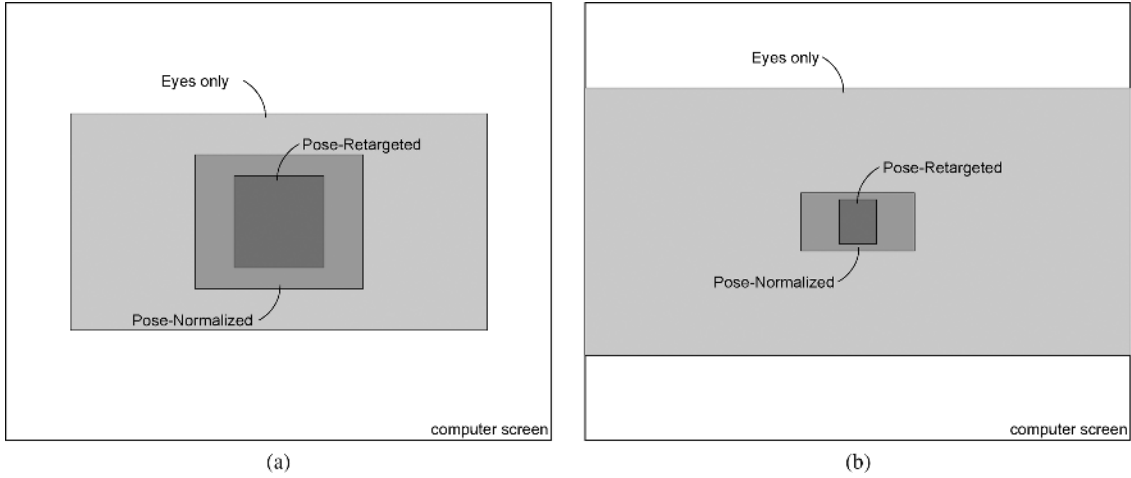 Eyes only
Pose-Retargeted
Pose-Normalized
computer screen
(a)
Eyes only
Pose-Retargeted
Pose-Normalized
computer screen
(b)